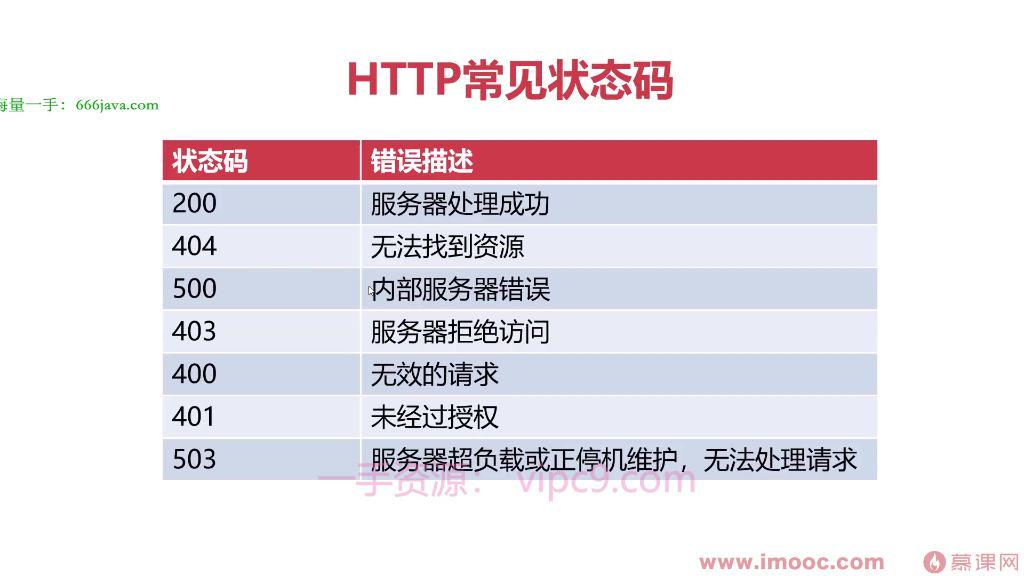 HTTP常见状态码
海量一手：666java.com
状态码 错误描述
200 服务器处理成功
404 无法找到资源
500 内部服务器错误
403 服务器拒绝访问
400 无效的请求
401 未经过授权
503 服务器超负载或正停机维护，无法处理请求
一手资源： vipc9.com
www.imooc.com 慕课网